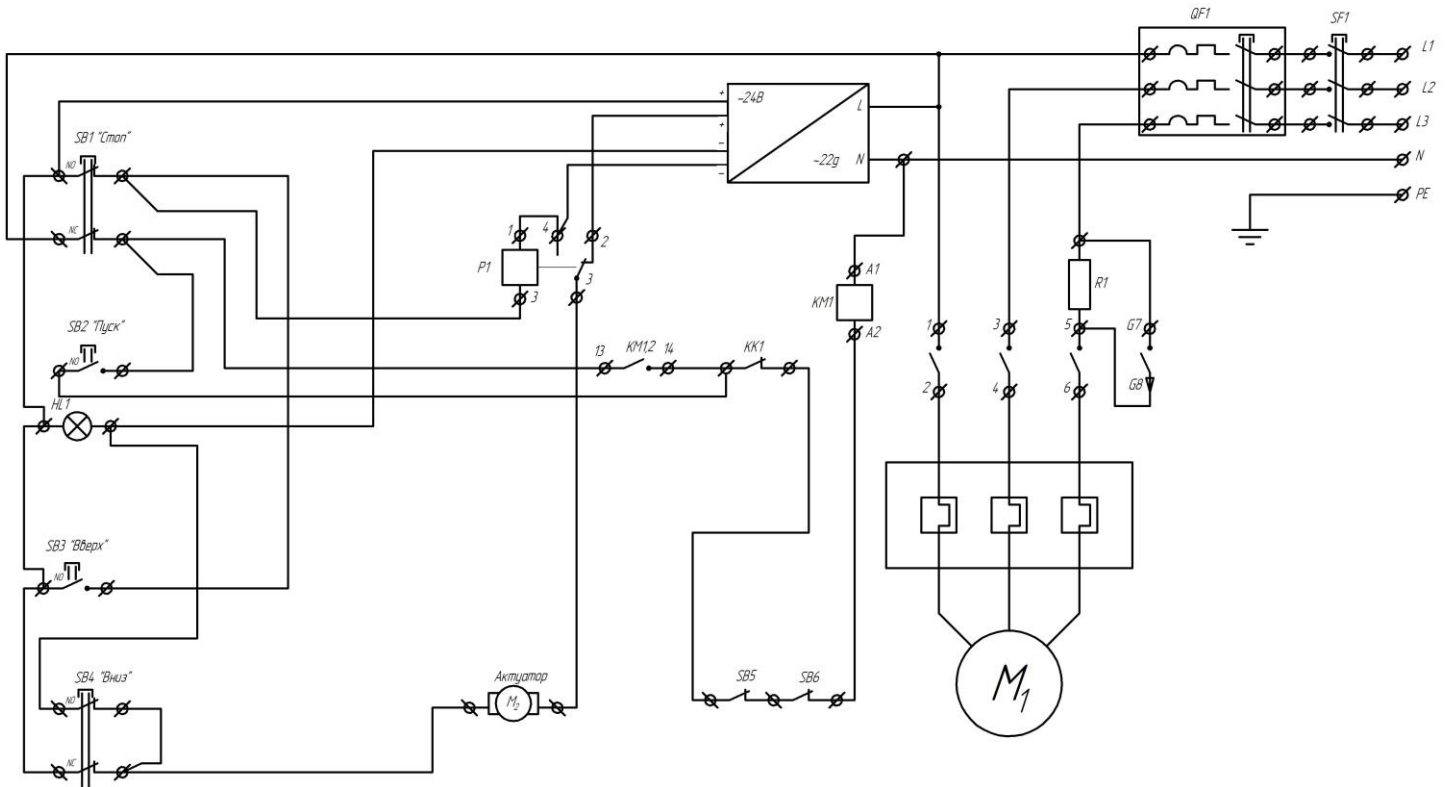 QF1 SF1
L1
L2
L3
N
PE
+ -24В L
+
-
- ~22g N
SB1 "Стоп"
NO
NC
SB2 "Пуск"
NO
HL1
SB3 "Вверх"
NO
SB4 "Вниз"
NO
NC
1 4 2
P1
3 3
13 KM1,2 14 KK1
A1
KM1
A2
R1
1 3 5 G7
2 4 6 G8
Актуатор
M2
SB5 SB6
M1